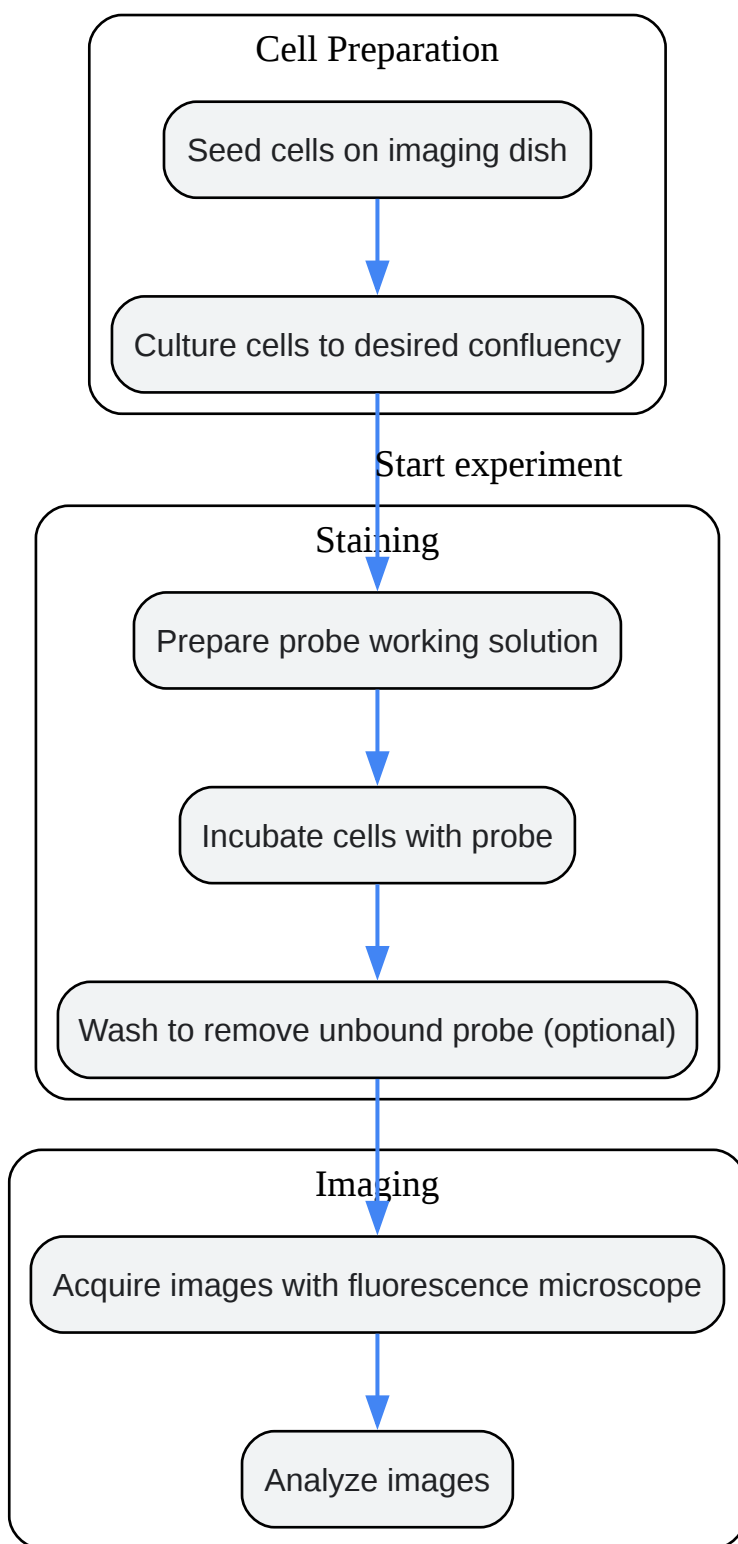 Cell Preparation
Seed cells on imaging dish
Culture cells to desired confluency
Start experiment
Staining
Prepare probe working solution
Incubate cells with probe
Wash to remove unbound probe (optional)
Imaging
Acquire images with fluorescence microscope
Analyze images